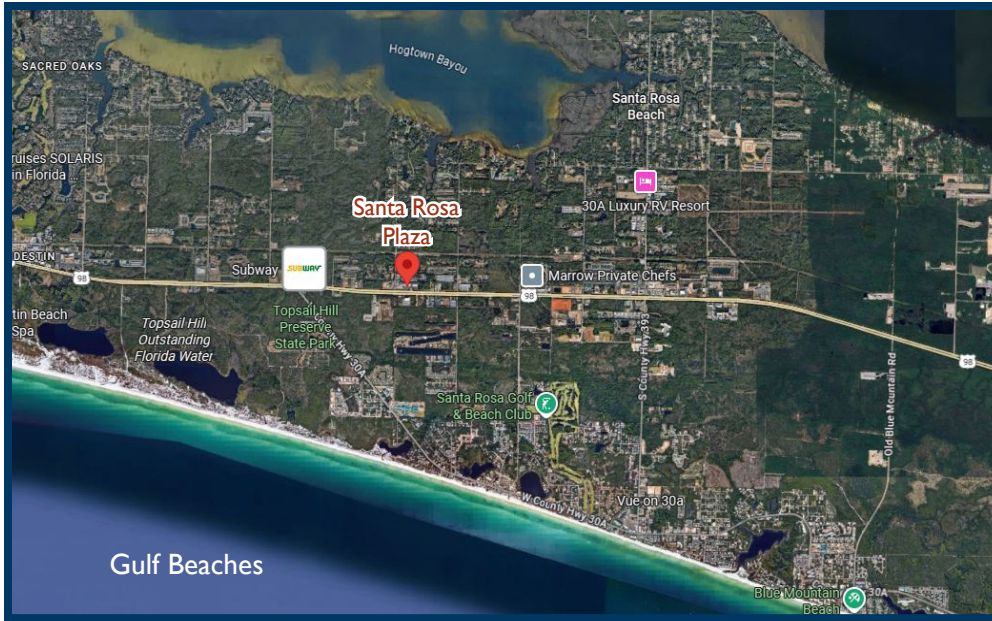 Hogtown Bayou
SACRED OAKS
Santa Rosa
Beach
ruises SOLARIS
in Florida ...
30A Luxury RV Resort
Santa Rosa
Plaza
DESTIN
98
Subway
SUBWAY
Marrow Private Chefs
98
tin Beach
Spa
Topsail Hill
Outstanding
Florida Water
Topsail Hill
Preserve
State Park
County Hwy 30A
S County Hwy 393
Old Blue Mountain Rd
98
Santa Rosa Golf
& Beach Club
W County Hwy 30A
Vue on 30a
Gulf Beaches
Blue Mountain
Beach
30A